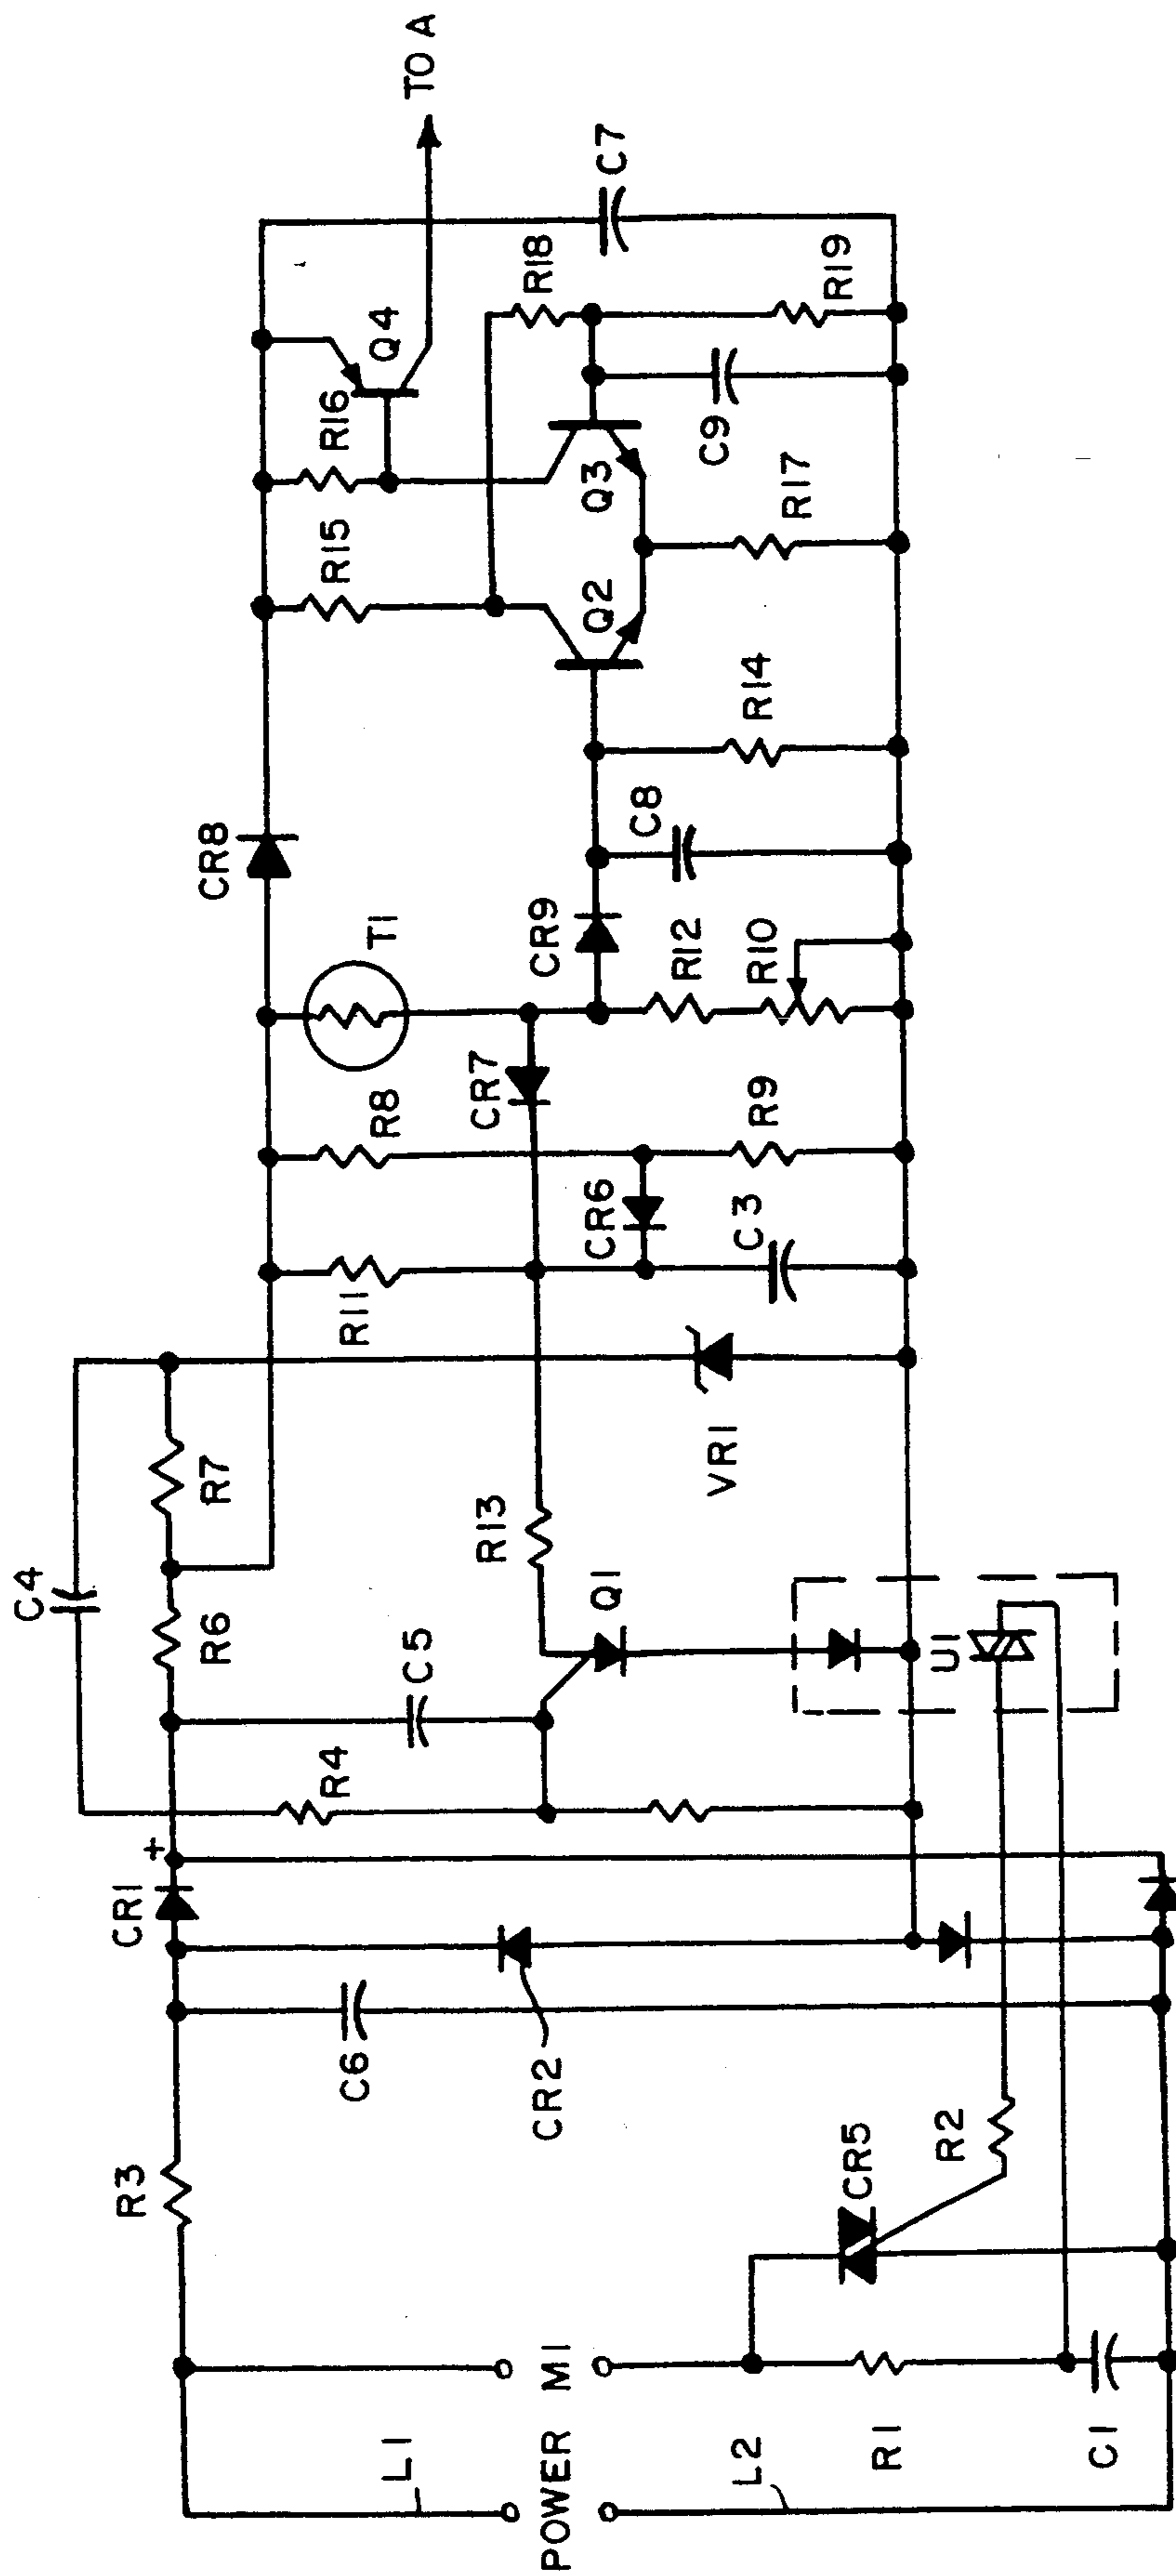 POWER
L1
L2
M1
R1
C1
R3
CR5
R2
C6
CR2
CR1
+
R4
C5
C4
R6
R7
Q1
U1
R13
VR1
R11
CR6
C3
R8
CR7
R9
T1
CR9
R12
R10
CR8
C8
R14
Q2
R15
R16
Q3
R17
Q4
C9
R18
R19
C7
TO A